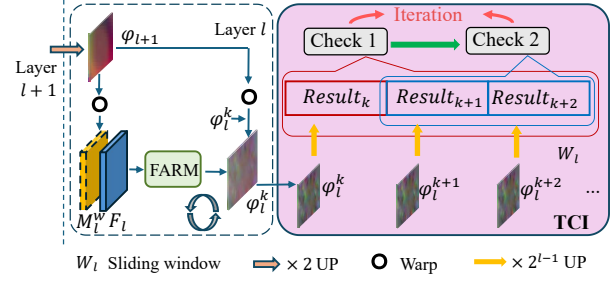 Iteration
φ_{l+1}
Layer l
Check 1
Check 2
Layer
l + 1
Result_k
Result_{k+1}
Result_{k+2}
φ_l^k
W_l
FARM
φ_l^k
φ_l^{k+1}
φ_l^{k+2}
...
M_l^w F_l
φ_l^k
TCI
W_l Sliding window
× 2 UP
Warp
× 2^{l−1} UP